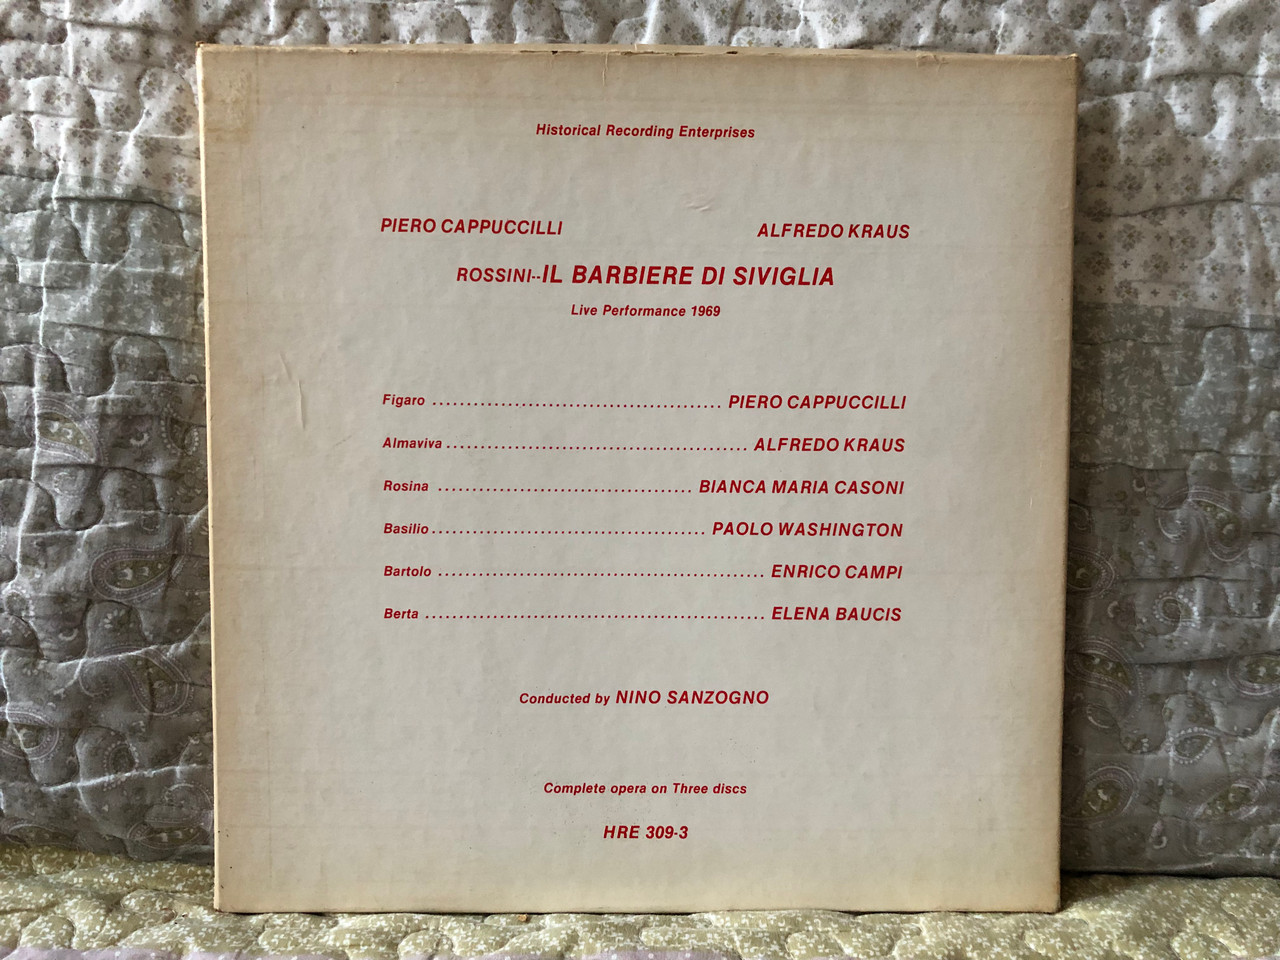 Historical Recording Enterprises
PIERO CAPPUCCILLI ALFREDO KRAUS
ROSSINI--IL BARBIERE DI SIVIGLIA
Live Performance 1969
Figaro ........................................... PIERO CAPPUCCILLI
Almaviva ............................................. ALFREDO KRAUS
Rosina ...................................... BIANCA MARIA CASONI
Basilio ......................................... PAOLO WASHINGTON
Bartolo ................................................ ENRICO CAMPI
Berta .................................................. ELENA BAUCIS
Conducted by NINO SANZOGNO
Complete opera on Three discs
HRE 309-3